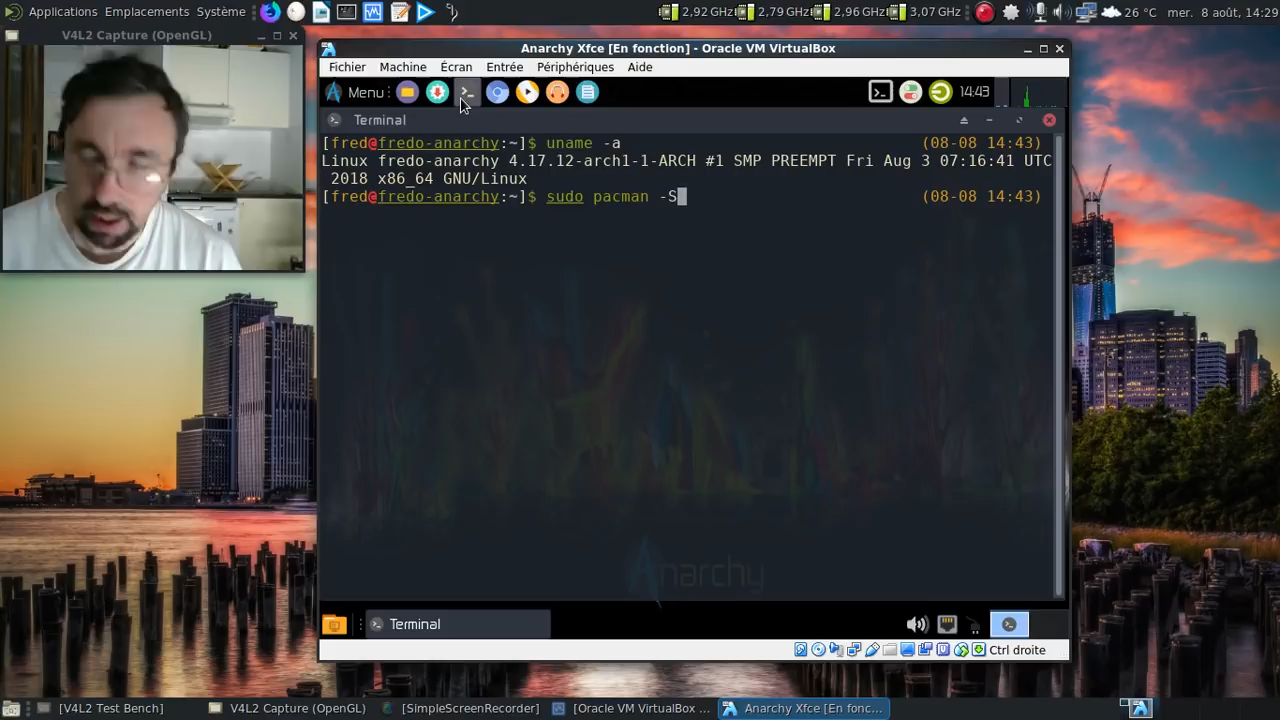 Applications Emplacements Système 2,92 GHz 2,79 GHz 2,96 GHz 3,07 GHz 26 °C mer. 8 août, 14:29
V4L2 Capture (OpenGL)
Anarchy Xfce [En fonction] - Oracle VM VirtualBox
Fichier Machine Écran Entrée Périphériques Aide
Menu 14:43
Terminal
[fred@fredo-anarchy:~]$ uname -a (08-08 14:43)
Linux fredo-anarchy 4.17.12-arch1-1-ARCH #1 SMP PREEMPT Fri Aug 3 07:16:41 UTC
2018 x86_64 GNU/Linux
[fred@fredo-anarchy:~]$ sudo pacman -S (08-08 14:43)
Anarchy
Terminal
Ctrl droite
[V4L2 Test Bench] V4L2 Capture (OpenGL) [SimpleScreenRecorder] [Oracle VM VirtualBox ... Anarchy Xfce [En fonc...